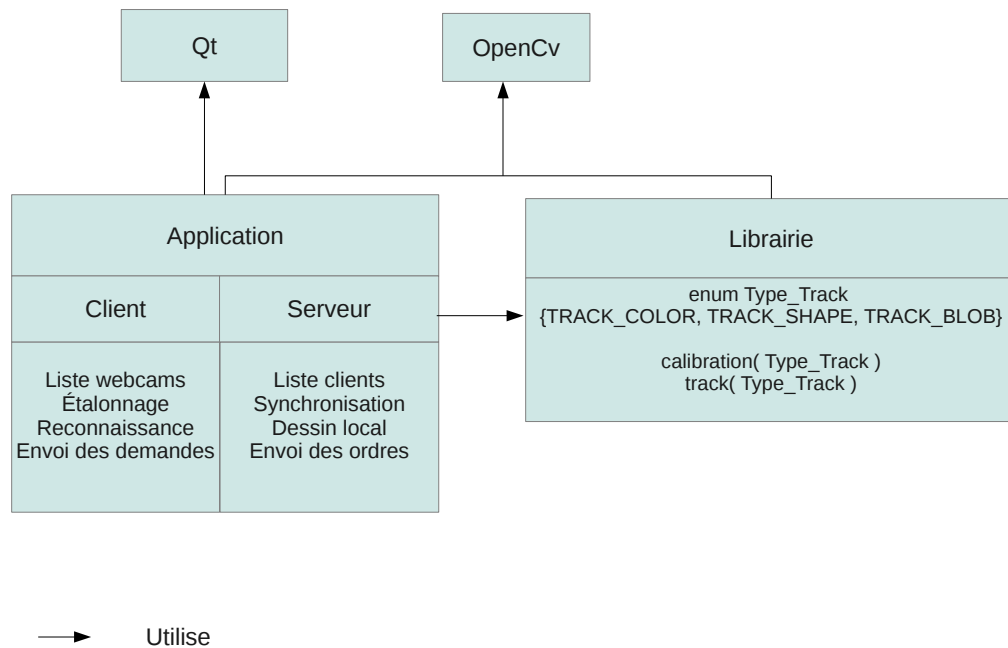 Qt
OpenCv
Application
Client
Serveur
Liste webcams
Étalonnage
Reconnaissance
Envoi des demandes
Liste clients
Synchronisation
Dessin local
Envoi des ordres
Librairie
enum Type_Track
{TRACK_COLOR, TRACK_SHAPE, TRACK_BLOB}
calibration( Type_Track )
track( Type_Track )
Utilise